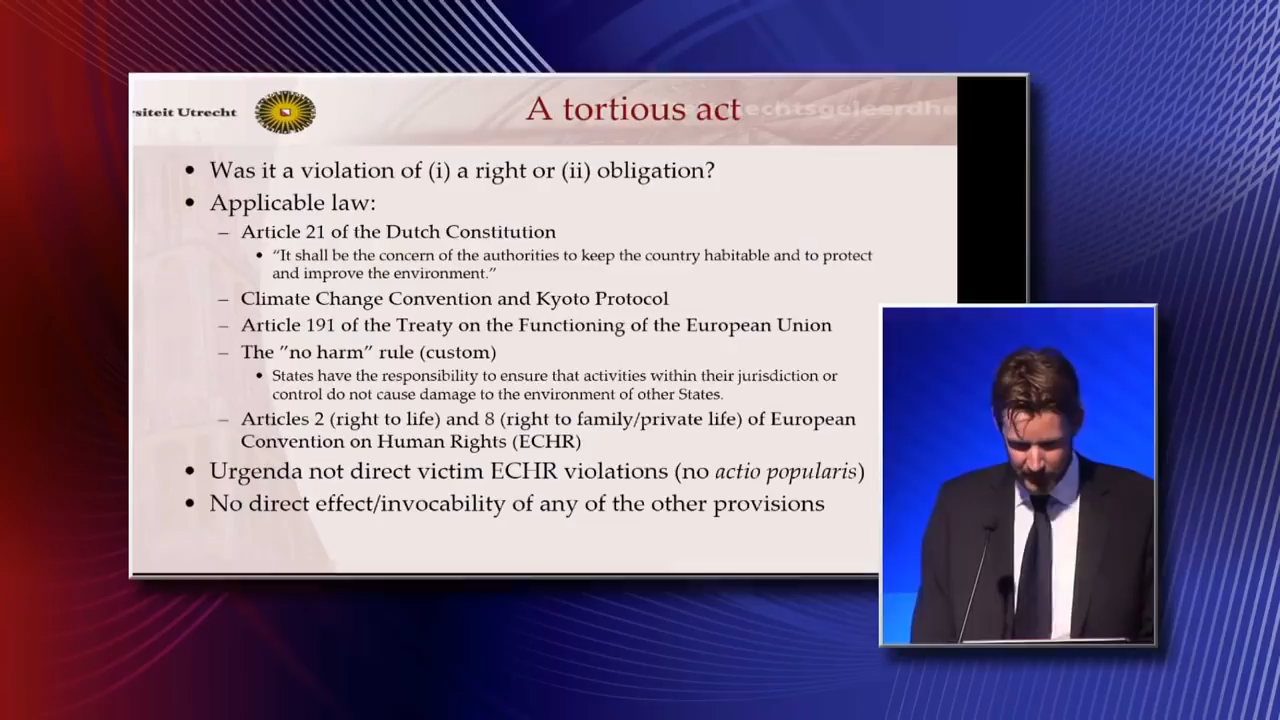 siteit Utrecht
A tortious act
echtsgeleerdhe
• Was it a violation of (i) a right or (ii) obligation?
• Applicable law:
– Article 21 of the Dutch Constitution
• “It shall be the concern of the authorities to keep the country habitable and to protect
and improve the environment.”
– Climate Change Convention and Kyoto Protocol
– Article 191 of the Treaty on the Functioning of the European Union
– The ”no harm” rule (custom)
• States have the responsibility to ensure that activities within their jurisdiction or
control do not cause damage to the environment of other States.
– Articles 2 (right to life) and 8 (right to family/private life) of European
Convention on Human Rights (ECHR)
• Urgenda not direct victim ECHR violations (no actio popularis)
• No direct effect/invocability of any of the other provisions